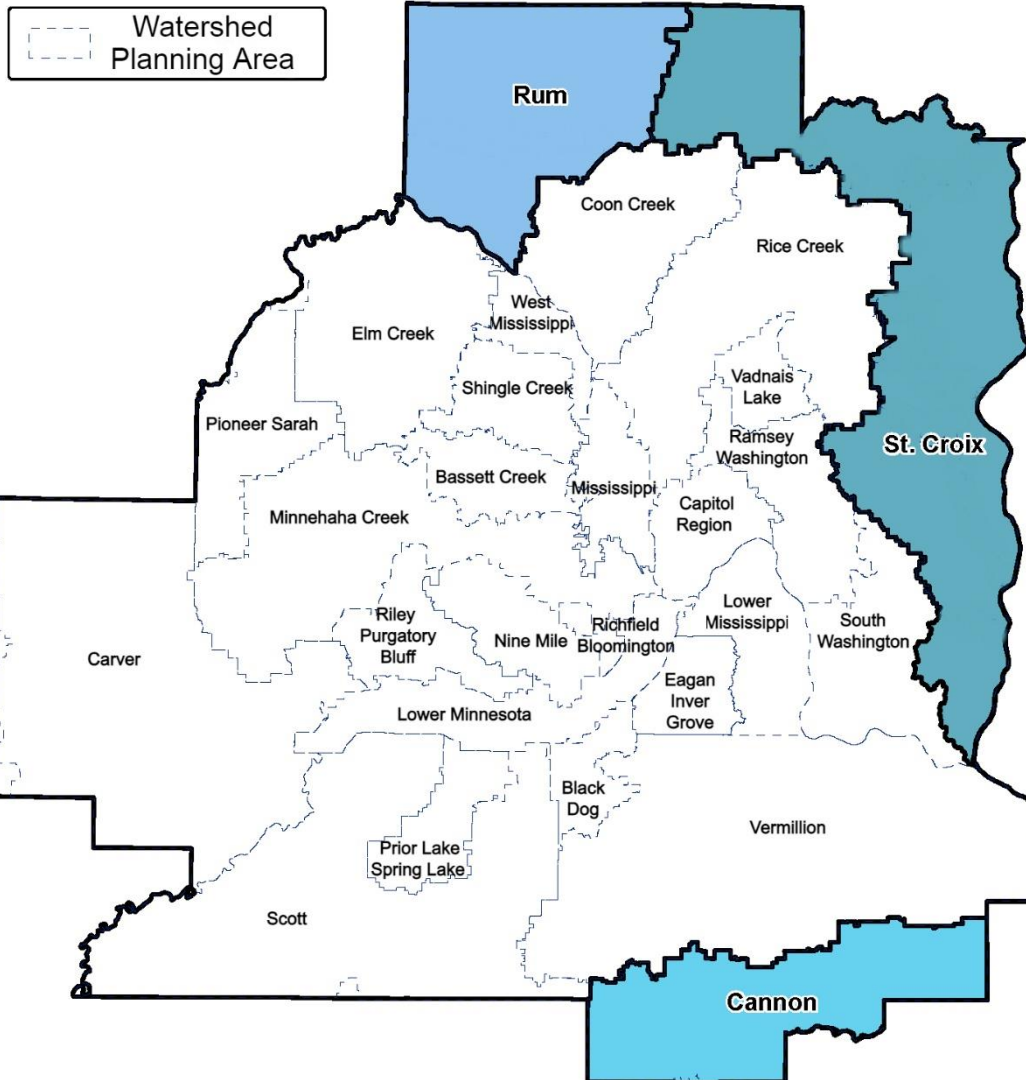 Watershed
Planning Area
Rum
Coon Creek
Rice Creek
West
Mississippi
Elm Creek
Shingle Creek
Vadnais
Lake
Pioneer Sarah
Ramsey
Washington
St. Croix
Bassett Creek
Mississippi
Minnehaha Creek
Capitol
Region
Riley
Purgatory
Bluff
Nine Mile
Richfield
Bloomington
Lower
Mississippi
South
Washington
Carver
Eagan
Inver
Grove
Lower Minnesota
Black
Dog
Vermillion
Prior Lake
Spring Lake
Scott
Cannon